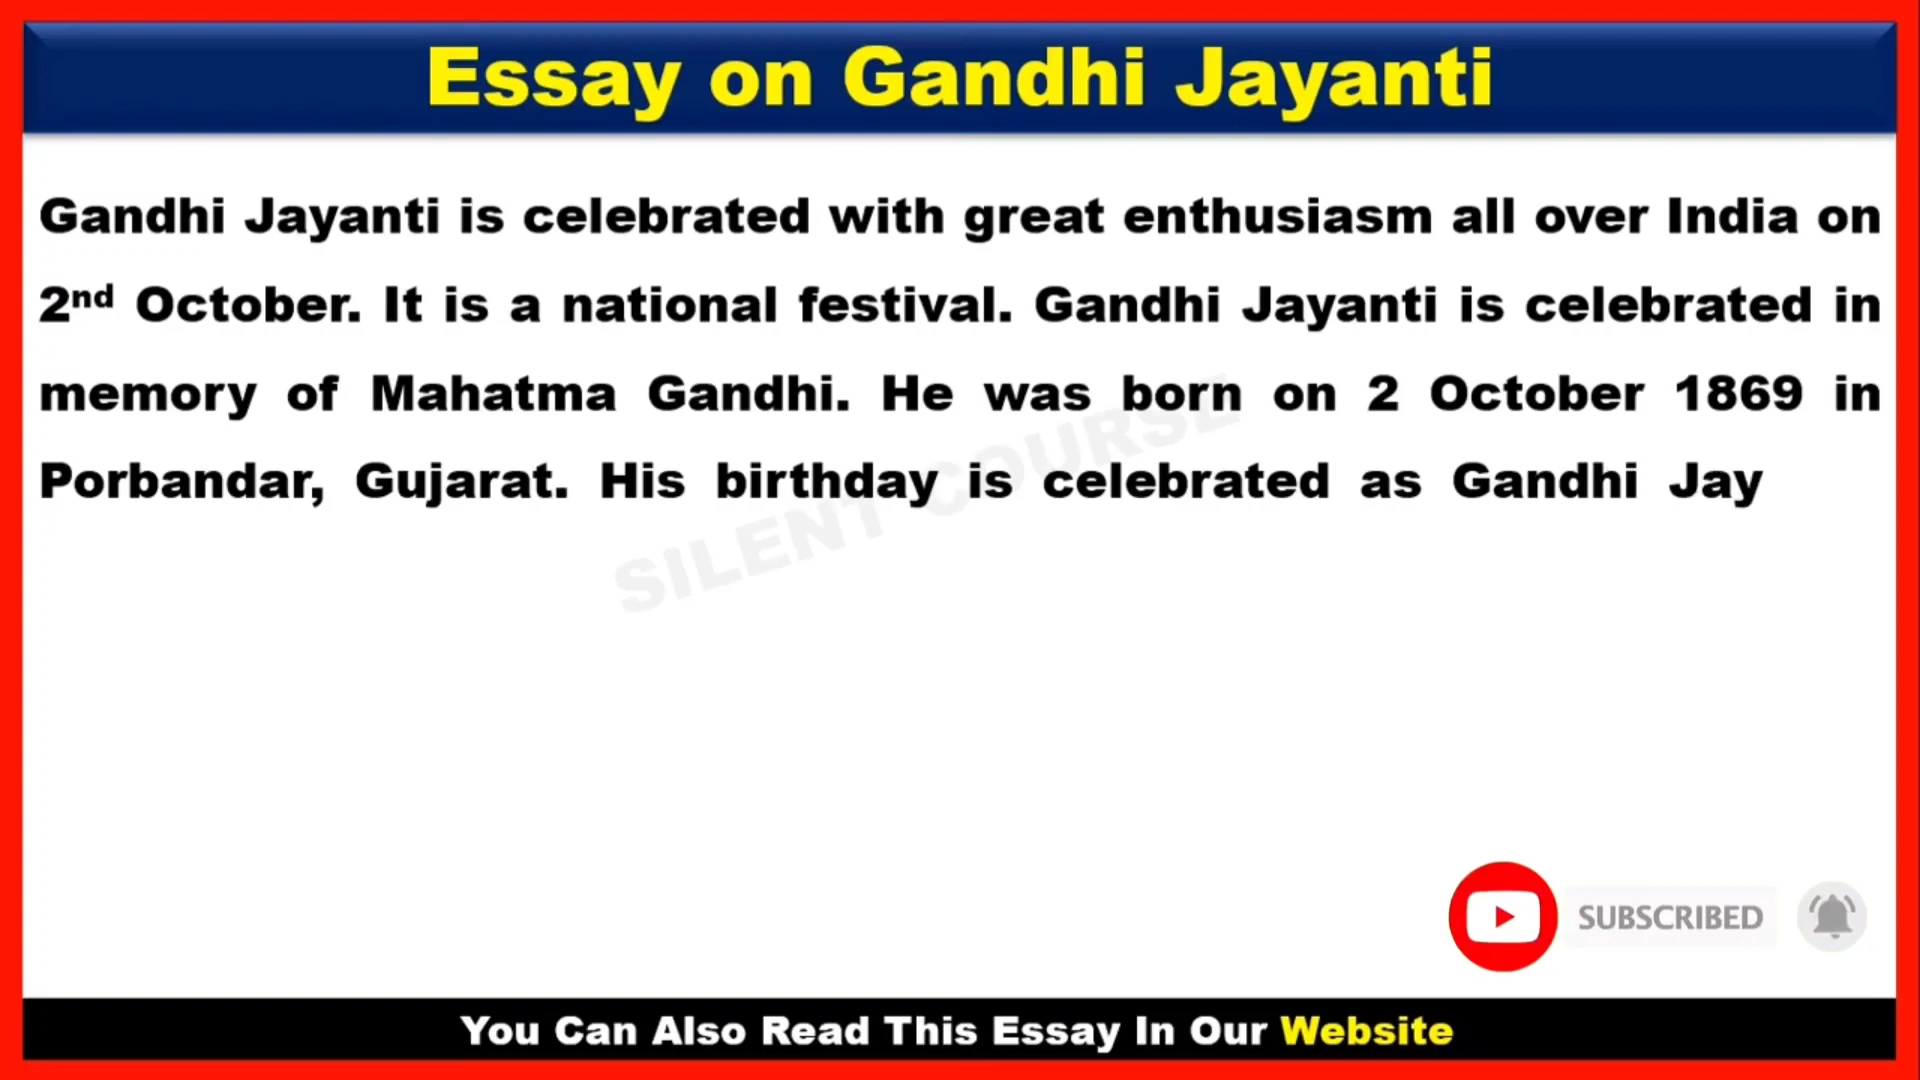 Essay on Gandhi Jayanti
Gandhi Jayanti is celebrated with great enthusiasm all over India on
2nd October. It is a national festival. Gandhi Jayanti is celebrated in
memory of Mahatma Gandhi. He was born on 2 October 1869 in
Porbandar, Gujarat. His birthday is celebrated as Gandhi Jay
SILENT COURSE
SUBSCRIBED
You Can Also Read This Essay In Our Website